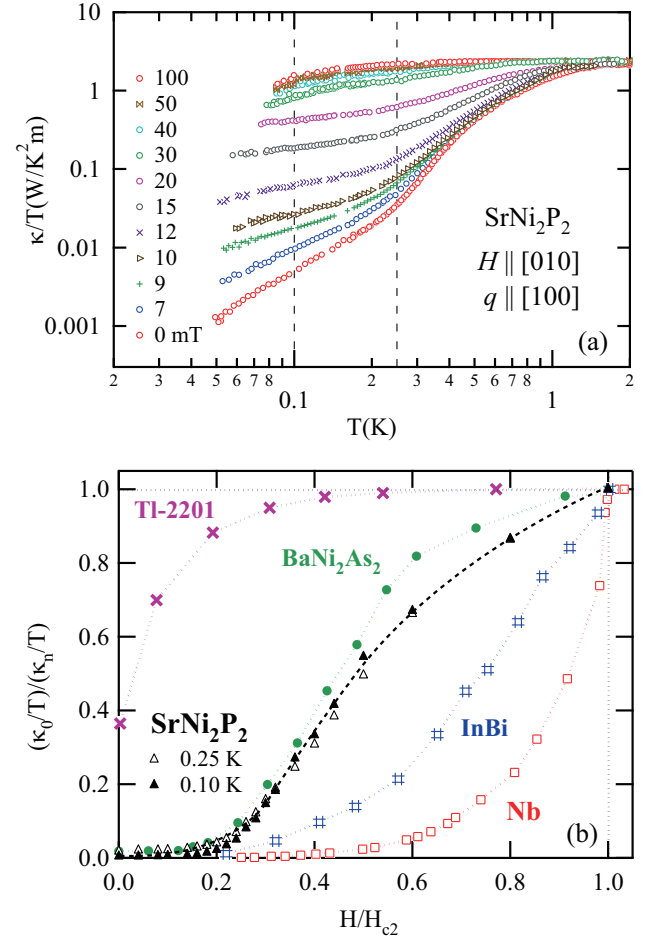 κ/T(W/K²m)
10
1
0.1
0.01
0.001
100
50
40
30
20
15
12
10
9
7
0 mT
SrNi₂P₂
H || [010]
q || [100]
(a)
2 3 4 5 6 7 8 0.1 2 3 4 5 6 7 8 1 2
T(K)
(κ₀/T)/(κₙ/T)
1.0
0.8
0.6
0.4
0.2
0.0
Tl-2201
BaNi₂As₂
SrNi₂P₂
0.25 K
0.10 K
InBi
Nb
(b)
0.0 0.2 0.4 0.6 0.8 1.0
H/H_c2